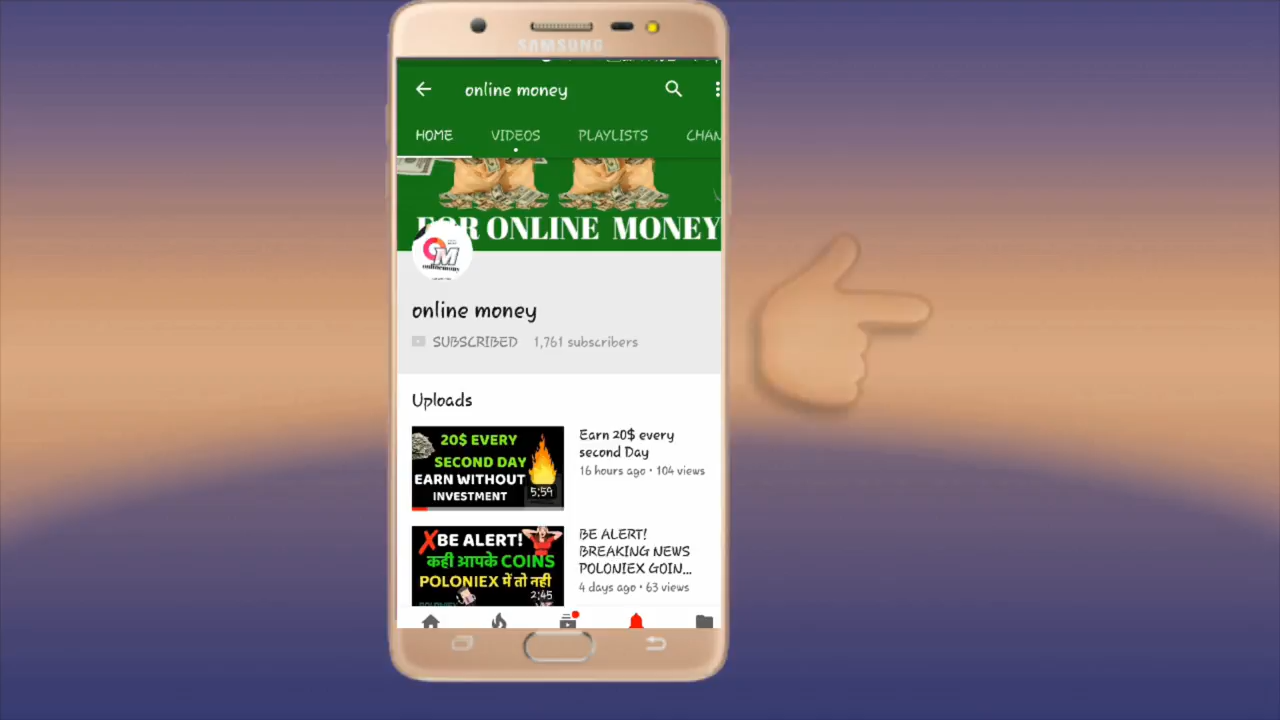 SAMSUNG
online money
HOME VIDEOS PLAYLISTS CHAN
FOR ONLINE MONEY
online money
SUBSCRIBED 1,761 subscribers
Uploads
20$ EVERY
SECOND DAY
EARN WITHOUT
INVESTMENT
5:59
Earn 20$ every
second Day
16 hours ago • 104 views
BE ALERT!
कही आपके COINS
POLONIEX में तो नही
2:45
BE ALERT!
BREAKING NEWS
POLONIEX GOIN...
4 days ago • 63 views